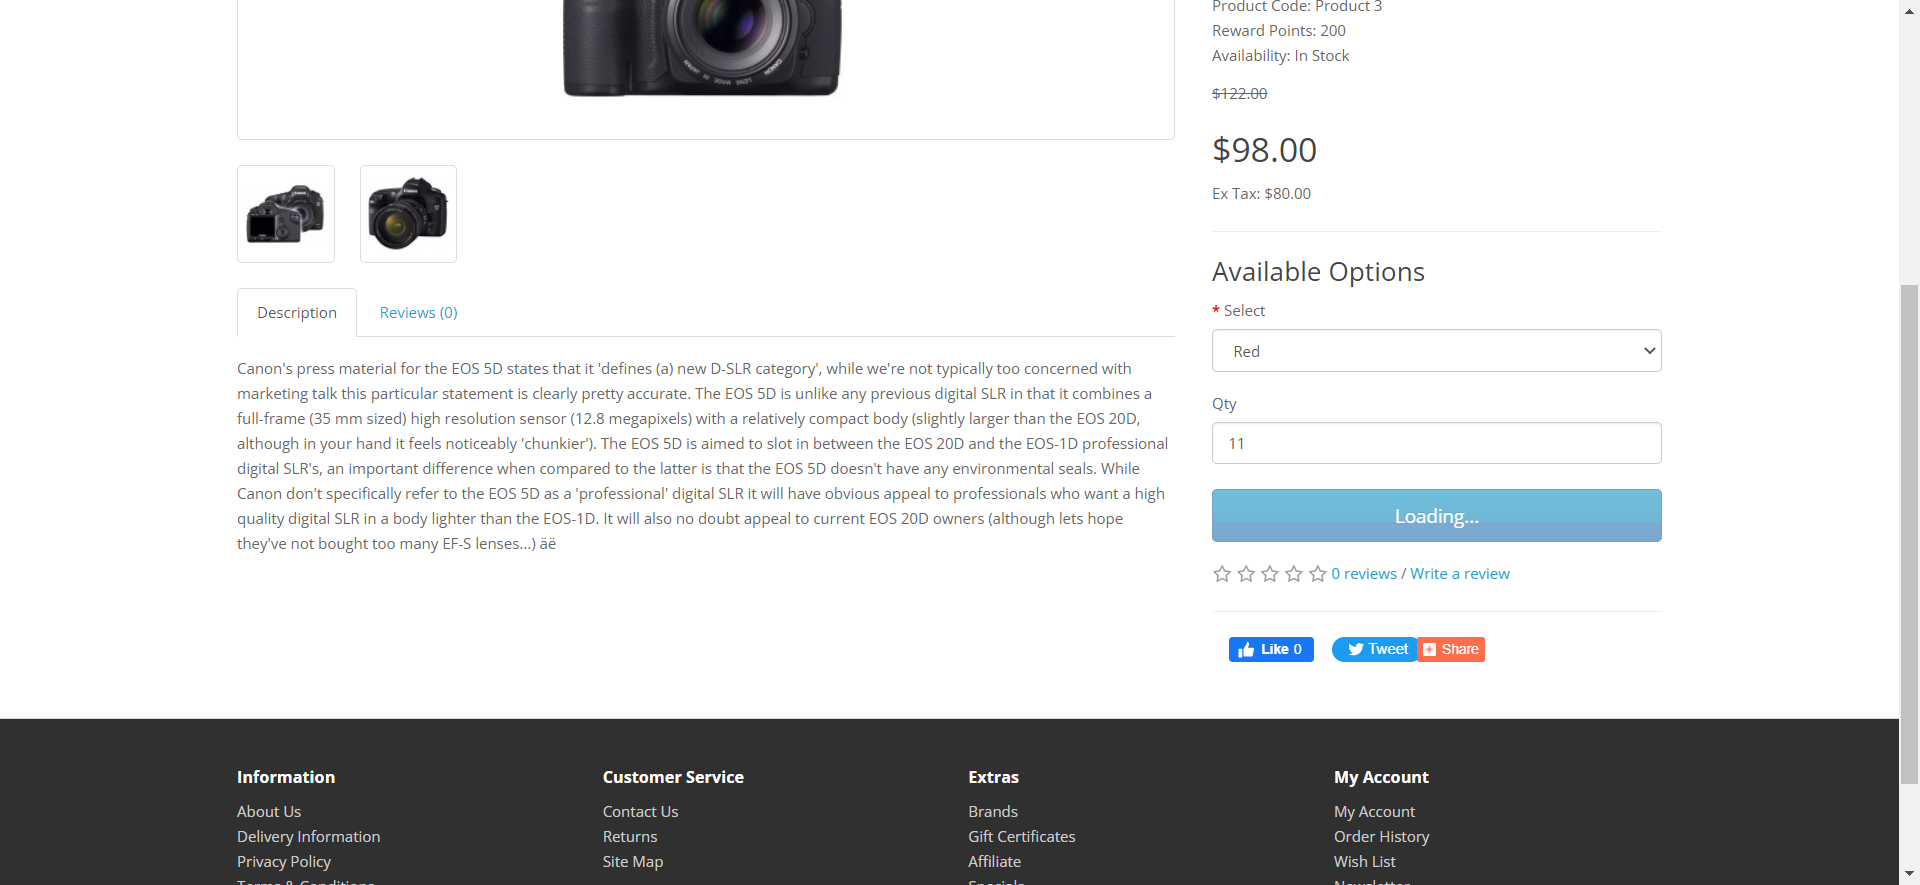 Product Code: Product 3
Reward Points: 200
Availability: In Stock
$122.00
$98.00
Ex Tax: $80.00
Available Options
* Select
Red
Qty
11
Loading...
0 reviews / Write a review
Like 0
Tweet
Share
Description
Reviews (0)
Canon's press material for the EOS 5D states that it 'defines (a) new D-SLR category', while we're not typically too concerned with
marketing talk this particular statement is clearly pretty accurate. The EOS 5D is unlike any previous digital SLR in that it combines a
full-frame (35 mm sized) high resolution sensor (12.8 megapixels) with a relatively compact body (slightly larger than the EOS 20D,
although in your hand it feels noticeably 'chunkier'). The EOS 5D is aimed to slot in between the EOS 20D and the EOS-1D professional
digital SLR's, an important difference when compared to the latter is that the EOS 5D doesn't have any environmental seals. While
Canon don't specifically refer to the EOS 5D as a 'professional' digital SLR it will have obvious appeal to professionals who want a high
quality digital SLR in a body lighter than the EOS-1D. It will also no doubt appeal to current EOS 20D owners (although lets hope
they've not bought too many EF-S lenses...) äë
Information
About Us
Delivery Information
Privacy Policy
Terms & Conditions
Customer Service
Contact Us
Returns
Site Map
Extras
Brands
Gift Certificates
Affiliate
Specials
My Account
My Account
Order History
Wish List
Newsletter